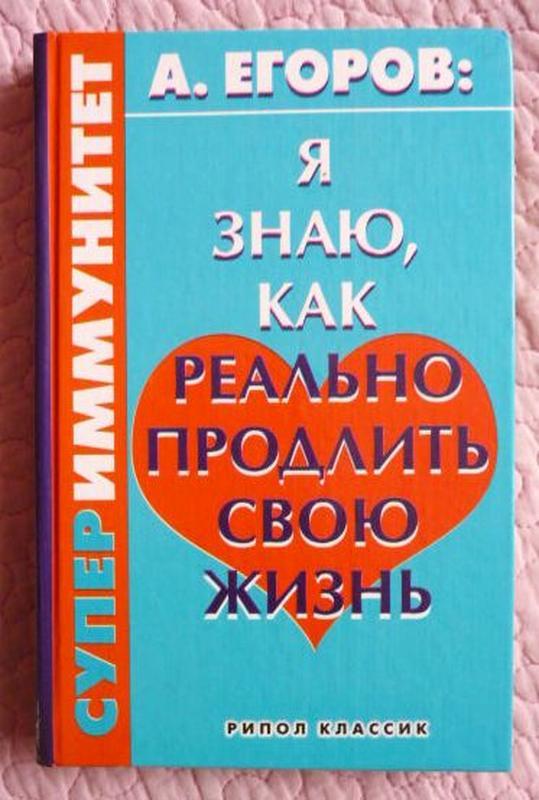 СУПЕРИММУНИТЕТ
А. ЕГОРОВ:
Я
ЗНАЮ,
КАК
РЕАЛЬНО
ПРОДЛИТЬ
СВОЮ
ЖИЗНЬ
РИПОЛ КЛАССИК